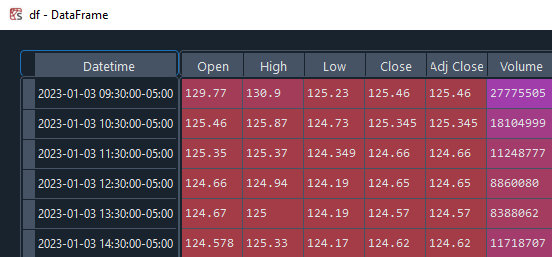 df - DataFrame
Datetime Open High Low Close Adj Close Volume
2023-01-03 09:30:00-05:00 129.77 130.9 125.23 125.46 125.46 27775505
2023-01-03 10:30:00-05:00 125.46 125.87 124.73 125.345 125.345 18104999
2023-01-03 11:30:00-05:00 125.35 125.37 124.349 124.66 124.66 11248777
2023-01-03 12:30:00-05:00 124.66 124.94 124.19 124.65 124.65 8860080
2023-01-03 13:30:00-05:00 124.67 125 124.19 124.57 124.57 8388062
2023-01-03 14:30:00-05:00 124.578 125.33 124.17 124.62 124.62 11718707